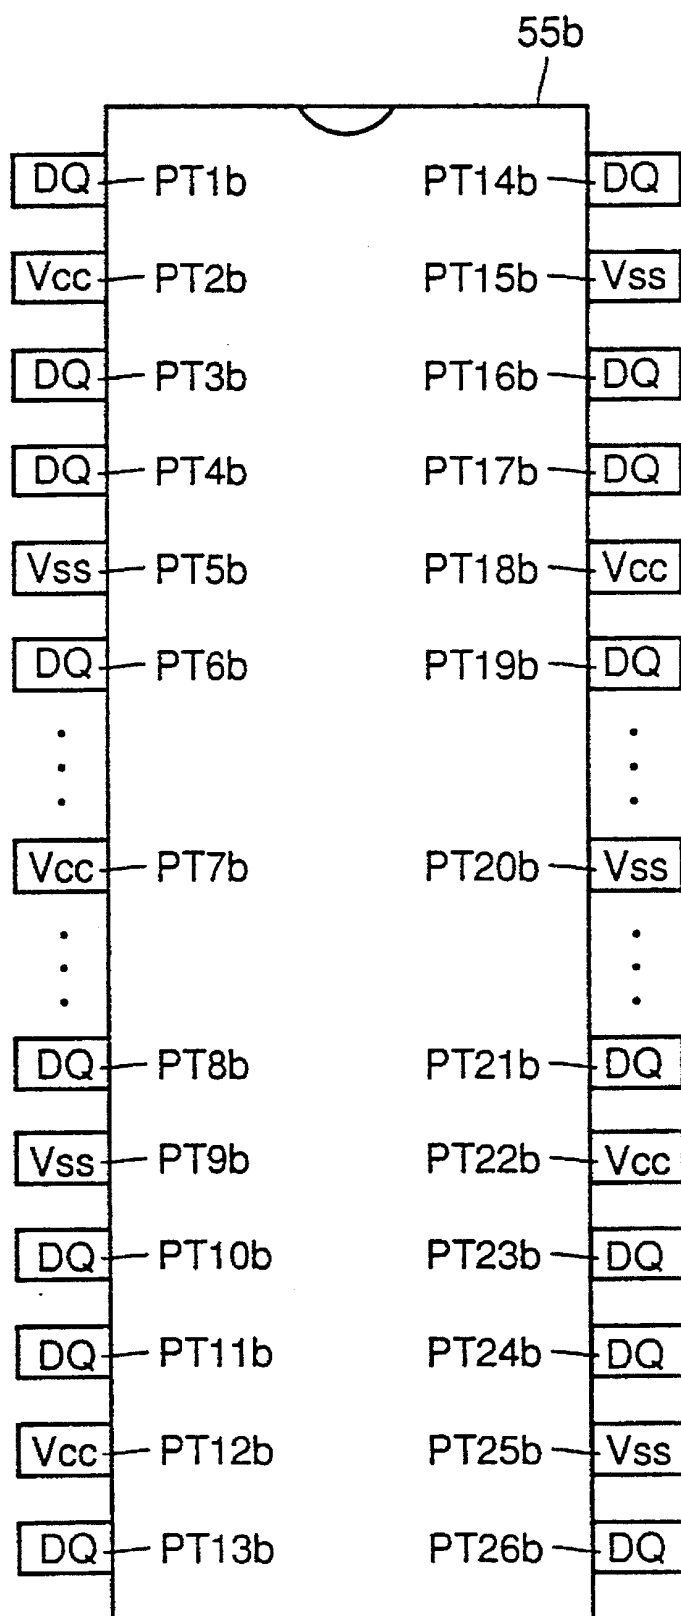 55b
DQ PT1b PT14b DQ
Vcc PT2b PT15b Vss
DQ PT3b PT16b DQ
DQ PT4b PT17b DQ
Vss PT5b PT18b Vcc
DQ PT6b PT19b DQ
Vcc PT7b PT20b Vss
DQ PT8b PT21b DQ
Vss PT9b PT22b Vcc
DQ PT10b PT23b DQ
DQ PT11b PT24b DQ
Vcc PT12b PT25b Vss
DQ PT13b PT26b DQ